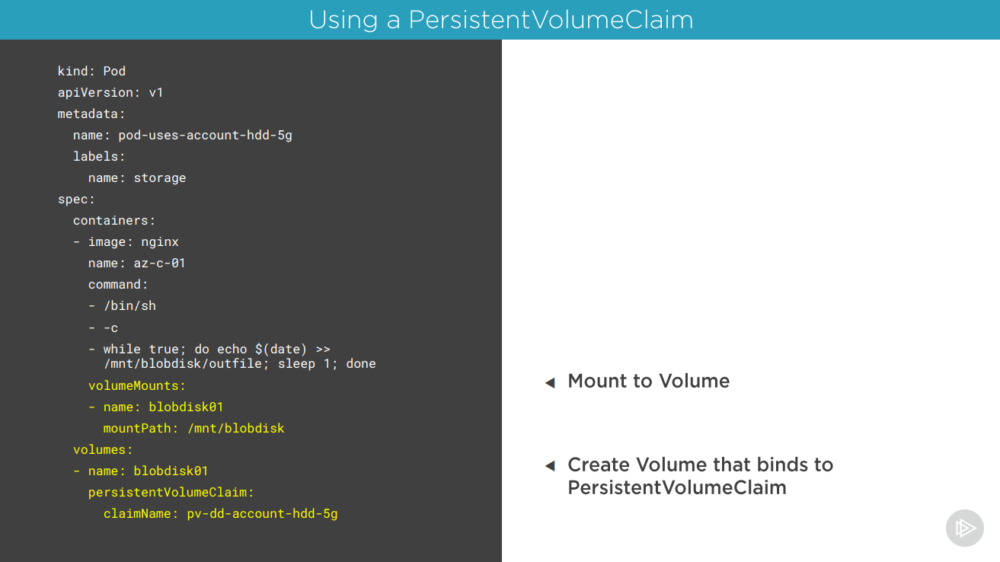 Using a PersistentVolumeClaim
kind: Pod
apiVersion: v1
metadata:
  name: pod-uses-account-hdd-5g
  labels:
    name: storage
spec:
  containers:
  - image: nginx
    name: az-c-01
    command:
    - /bin/sh
    - -c
    - while true; do echo $(date) >>
      /mnt/blobdisk/outfile; sleep 1; done
    volumeMounts:
    - name: blobdisk01
      mountPath: /mnt/blobdisk
  volumes:
  - name: blobdisk01
    persistentVolumeClaim:
      claimName: pv-dd-account-hdd-5g
Mount to Volume
Create Volume that binds to
PersistentVolumeClaim